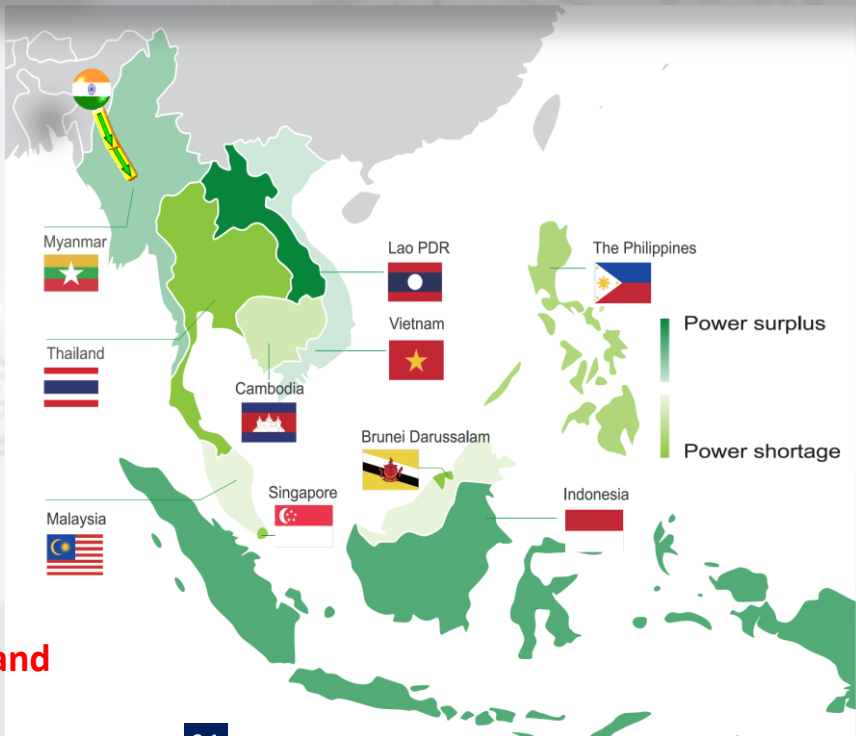 Myanmar
Lao PDR
The Philippines
Power surplus
Vietnam
Thailand
Cambodia
Brunei Darussalam
Power shortage
Singapore
Indonesia
Malaysia
and